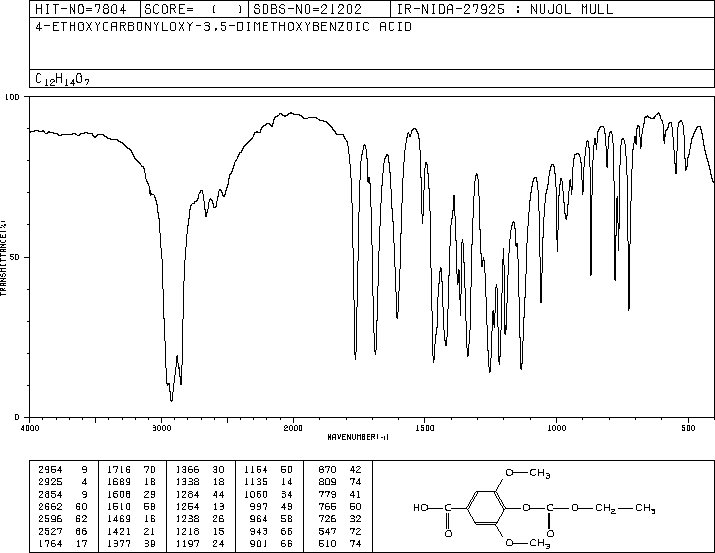 HIT-NO=7804 SCORE= ( ) SDBS-NO=21202 IR-NIDA-27925 : NUJOL MULL
4-ETHOXYCARBONYLOXY-3,5-DIMETHOXYBENZOIC ACID
C12H14O7
100
50
0
TRANSMITTANCE(%)
4000 3000 2000 1500 1000 500
WAVENUMBER(-1)
2954 9 1716 70 1366 30 1164 50 870 42
2925 4 1689 18 1338 18 1135 14 809 74
2854 9 1608 29 1284 44 1060 34 779 41
2662 60 1510 58 1254 13 997 49 766 50
2596 62 1469 16 1238 26 964 58 726 32
2527 66 1421 21 1218 15 943 66 547 72
1764 17 1377 39 1197 24 901 66 510 74
O—CH3
HO—C O—C—O—CH2—CH3
O O
O—CH3